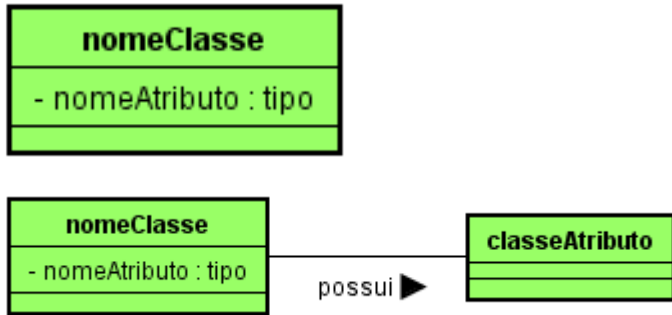 nomeClasse
- nomeAtributo : tipo
nomeClasse
- nomeAtributo : tipo
possui
classeAtributo